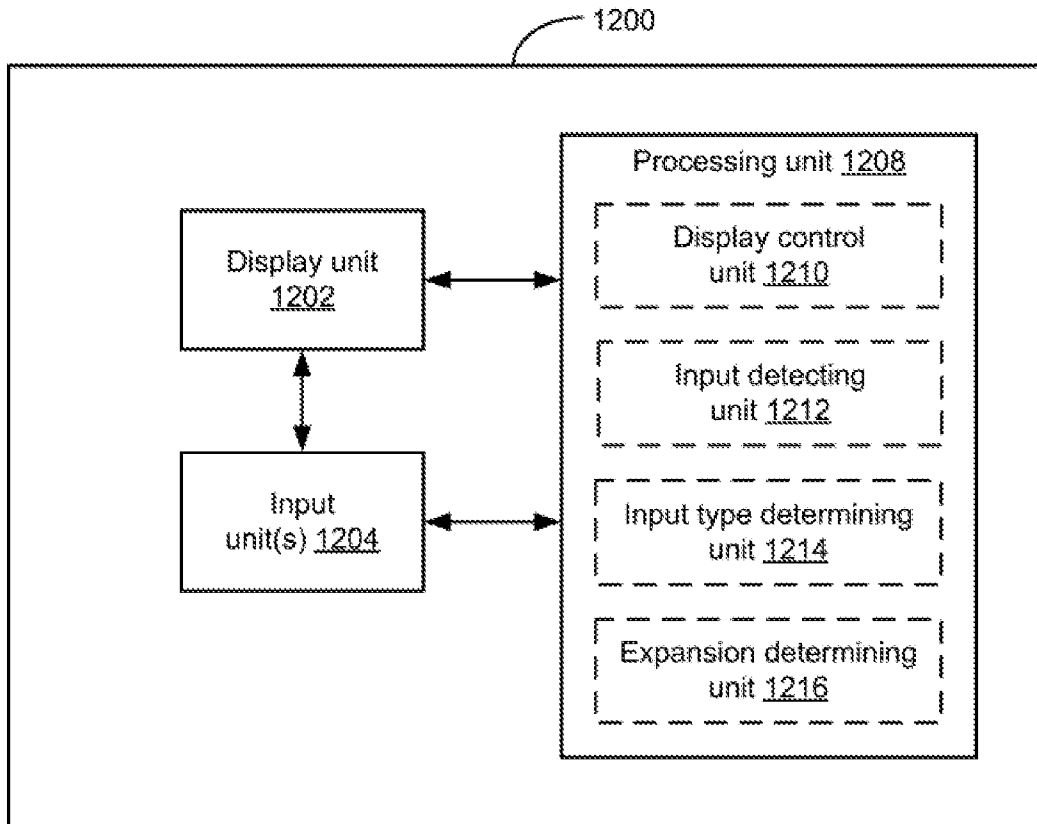 1200
Processing unit 1208
Display control
unit 1210
Display unit
1202
Input detecting
unit 1212
Input
unit(s) 1204
Input type determining
unit 1214
Expansion determining
unit 1216